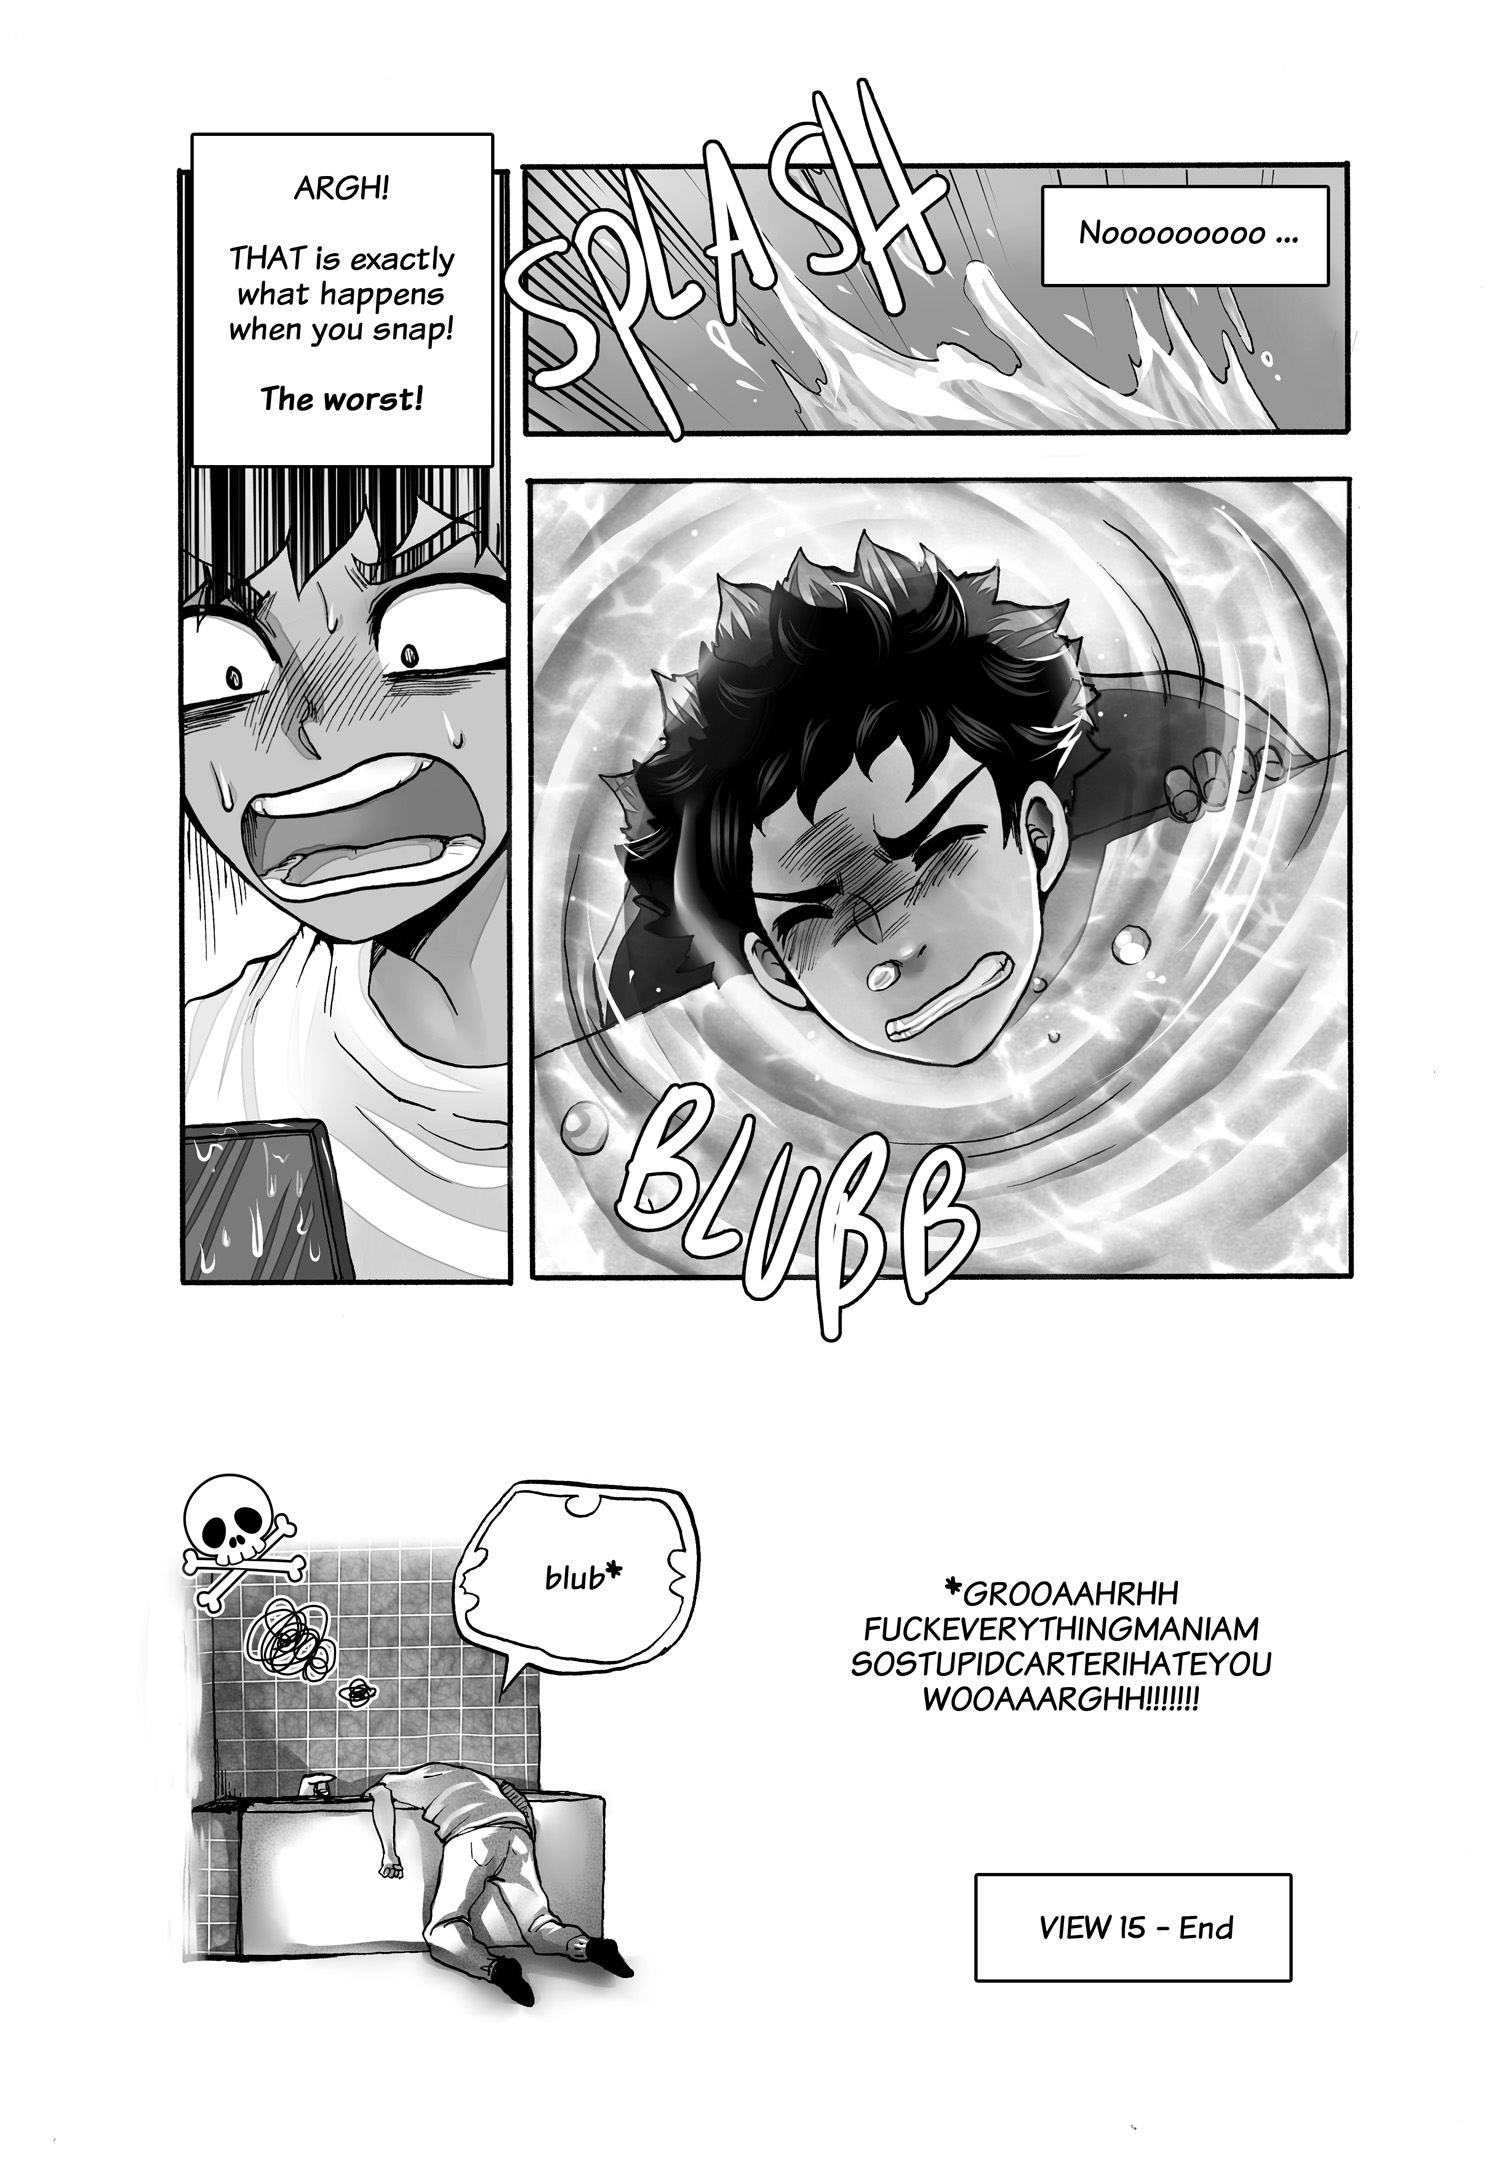 ARGH!
THAT is exactly
what happens
when you snap!
The worst!
SPLASH
Nooooooooo ...
BLUBB
blub*
*GROOAAHRHH
FUCKEVERYTHINGMANIAM
SOSTUPIDCARTERIHATEYOU
WOOAAARGHH!!!!!!!
VIEW 15 - End